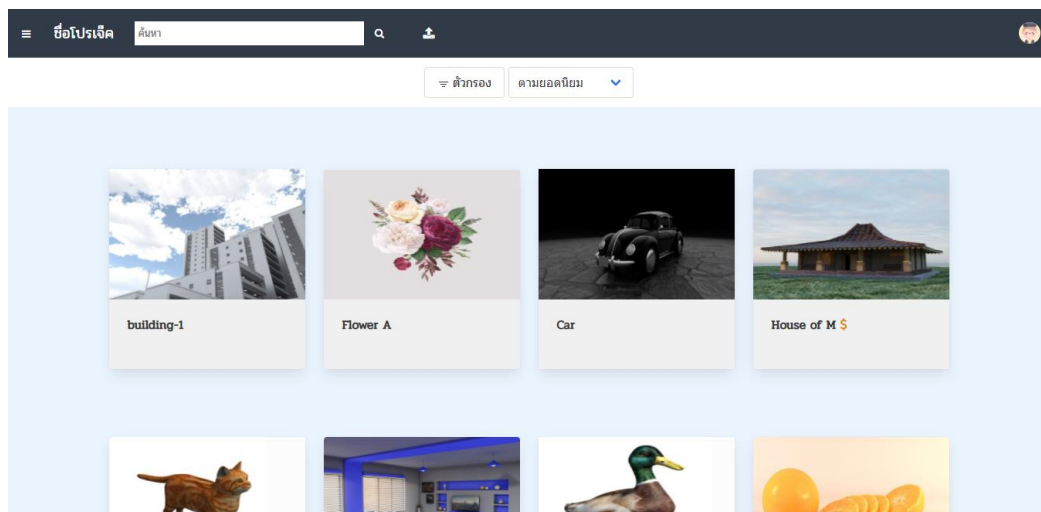 ชื่อโปรเจ็ค ค้นหา
ตัวกรอง ตามยอดนิยม
building-1 Flower A Car House of M $